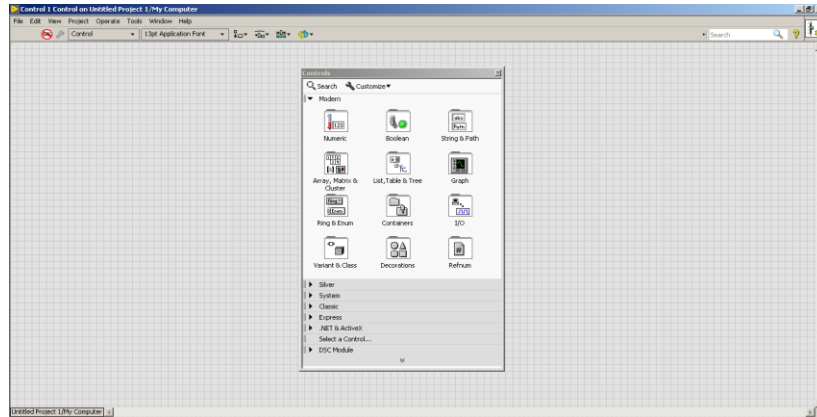 Control 1 Control on Untitled Project 1/My Computer
File Edit View Project Operate Tools Window Help
Control 13pt Application Font Search
Controls
Search Customize
Modern
Numeric Boolean String & Path
Array, Matrix & Cluster List, Table & Tree Graph
Ring & Enum Containers I/O
Variant & Class Decorations Refnum
Silver
System
Classic
Express
.NET & ActiveX
Select a Control...
DSC Module
Untitled Project 1/My Computer